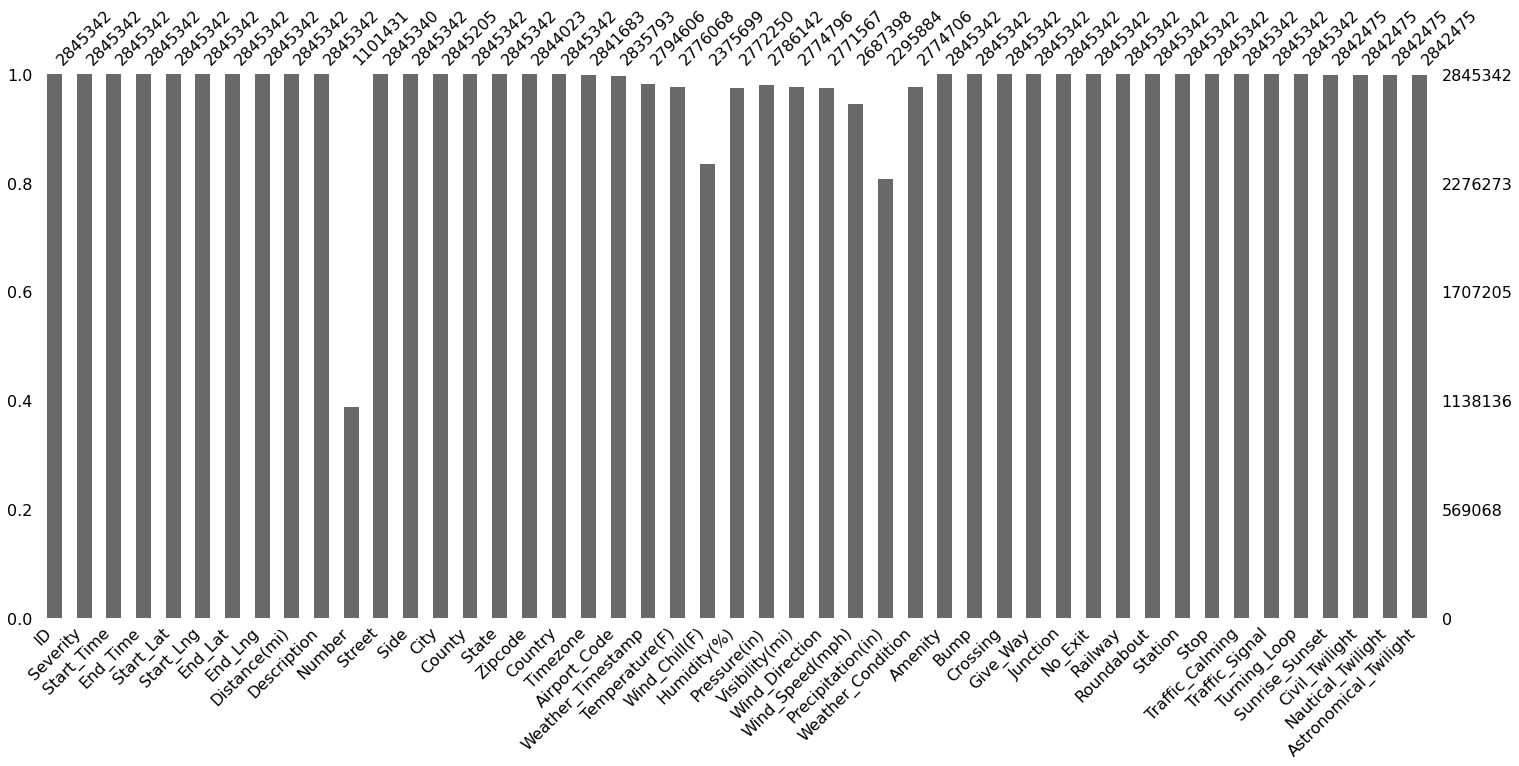 2845342
2845342
2845342
2845342
2845342
2845342
2845342
2845342
2845342
2845342
1101431
2845340
2845342
2845205
2845342
2845342
2844023
2845342
2841683
2835793
2794606
2776068
2375699
2772250
2786142
2774796
2771567
2687398
2295884
2774706
2845342
2845342
2845342
2845342
2845342
2845342
2845342
2845342
2845342
2845342
2845342
2845342
2845342
2842475
2842475
2842475
2842475
1.0
0.8
0.6
0.4
0.2
0.0
2845342
2276273
1707205
1138136
569068
0
ID
Severity
Start_Time
End_Time
Start_Lat
Start_Lng
End_Lat
End_Lng
Distance(mi)
Description
Number
Street
Side
City
County
State
Zipcode
Country
Timezone
Airport_Code
Weather_Timestamp
Temperature(F)
Wind_Chill(F)
Humidity(%)
Pressure(in)
Visibility(mi)
Wind_Direction
Wind_Speed(mph)
Precipitation(in)
Weather_Condition
Amenity
Bump
Crossing
Give_Way
Junction
No_Exit
Railway
Roundabout
Station
Stop
Traffic_Calming
Traffic_Signal
Turning_Loop
Sunrise_Sunset
Civil_Twilight
Nautical_Twilight
Astronomical_Twilight